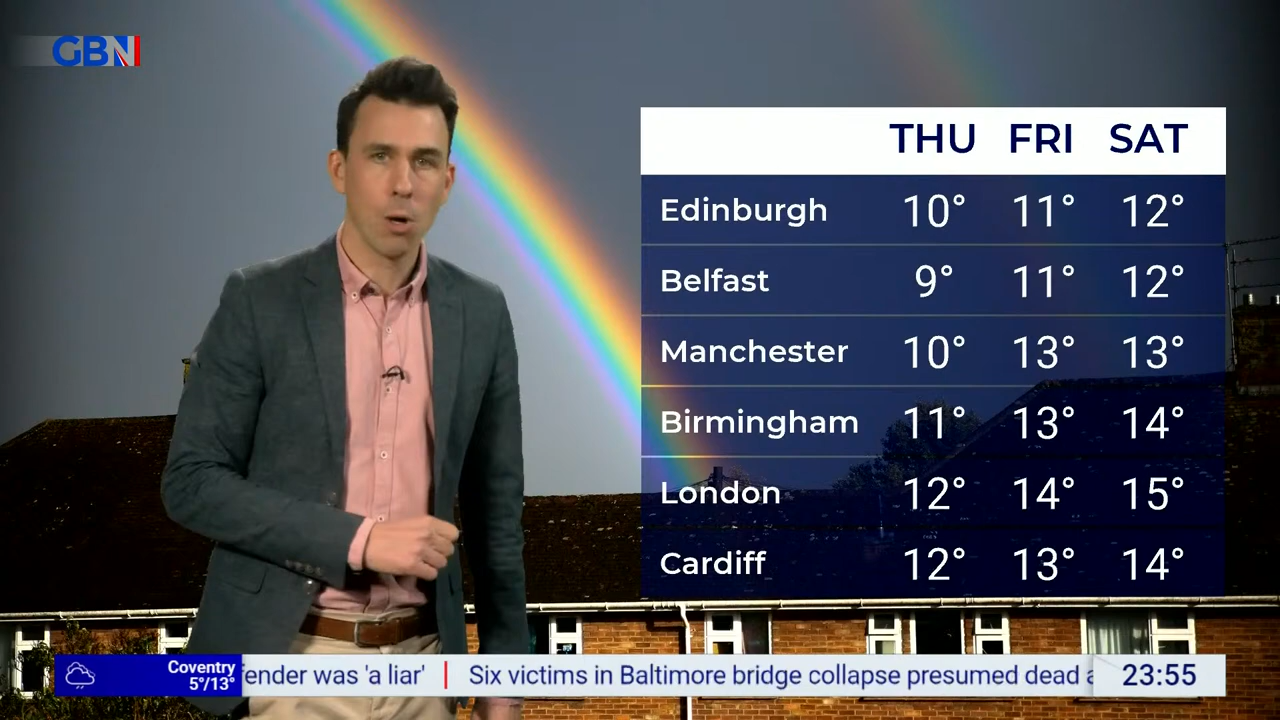 GBN
THU FRI SAT
Edinburgh 10° 11° 12°
Belfast 9° 11° 12°
Manchester 10° 13° 13°
Birmingham 11° 13° 14°
London 12° 14° 15°
Cardiff 12° 13° 14°
Coventry
5°/13°
fender was 'a liar' | Six victims in Baltimore bridge collapse presumed dead a
23:55